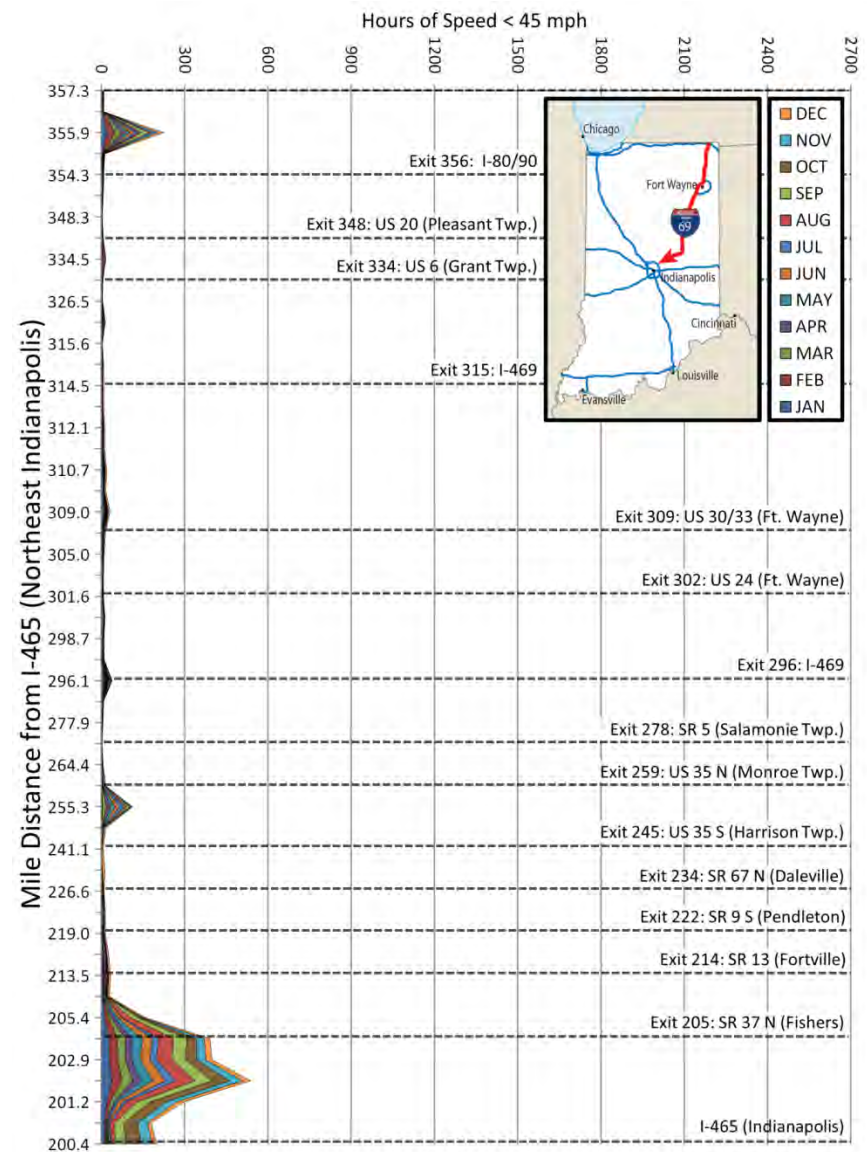 Hours of Speed < 45 mph
0
300
600
900
1200
1500
1800
2100
2400
2700
Mile Distance from I-465 (Northeast Indianapolis)
357.3
355.9
354.3
348.3
334.5
326.5
315.6
314.5
312.1
310.7
309.0
305.0
301.6
298.7
296.1
277.9
264.4
255.3
241.1
226.6
219.0
213.5
205.4
202.9
201.2
200.4
Exit 356: I-80/90
Exit 348: US 20 (Pleasant Twp.)
Exit 334: US 6 (Grant Twp.)
Exit 315: I-469
Exit 309: US 30/33 (Ft. Wayne)
Exit 302: US 24 (Ft. Wayne)
Exit 296: I-469
Exit 278: SR 5 (Salamonie Twp.)
Exit 259: US 35 N (Monroe Twp.)
Exit 245: US 35 S (Harrison Twp.)
Exit 234: SR 67 N (Daleville)
Exit 222: SR 9 S (Pendleton)
Exit 214: SR 13 (Fortville)
Exit 205: SR 37 N (Fishers)
I-465 (Indianapolis)
Chicago
Fort Wayne
69
Indianapolis
Cincinnati
Louisville
Evansville
DEC
NOV
OCT
SEP
AUG
JUL
JUN
MAY
APR
MAR
FEB
JAN